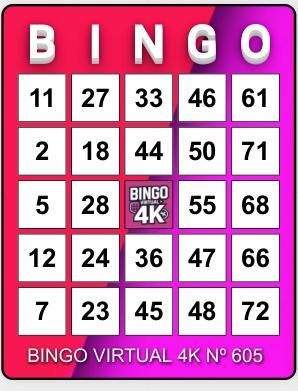 B I N G O
11 27 33 46 61
2 18 44 50 71
5 28 BINGO VIRTUAL 4K 55 68
12 24 36 47 66
7 23 45 48 72
BINGO VIRTUAL 4K Nº 605